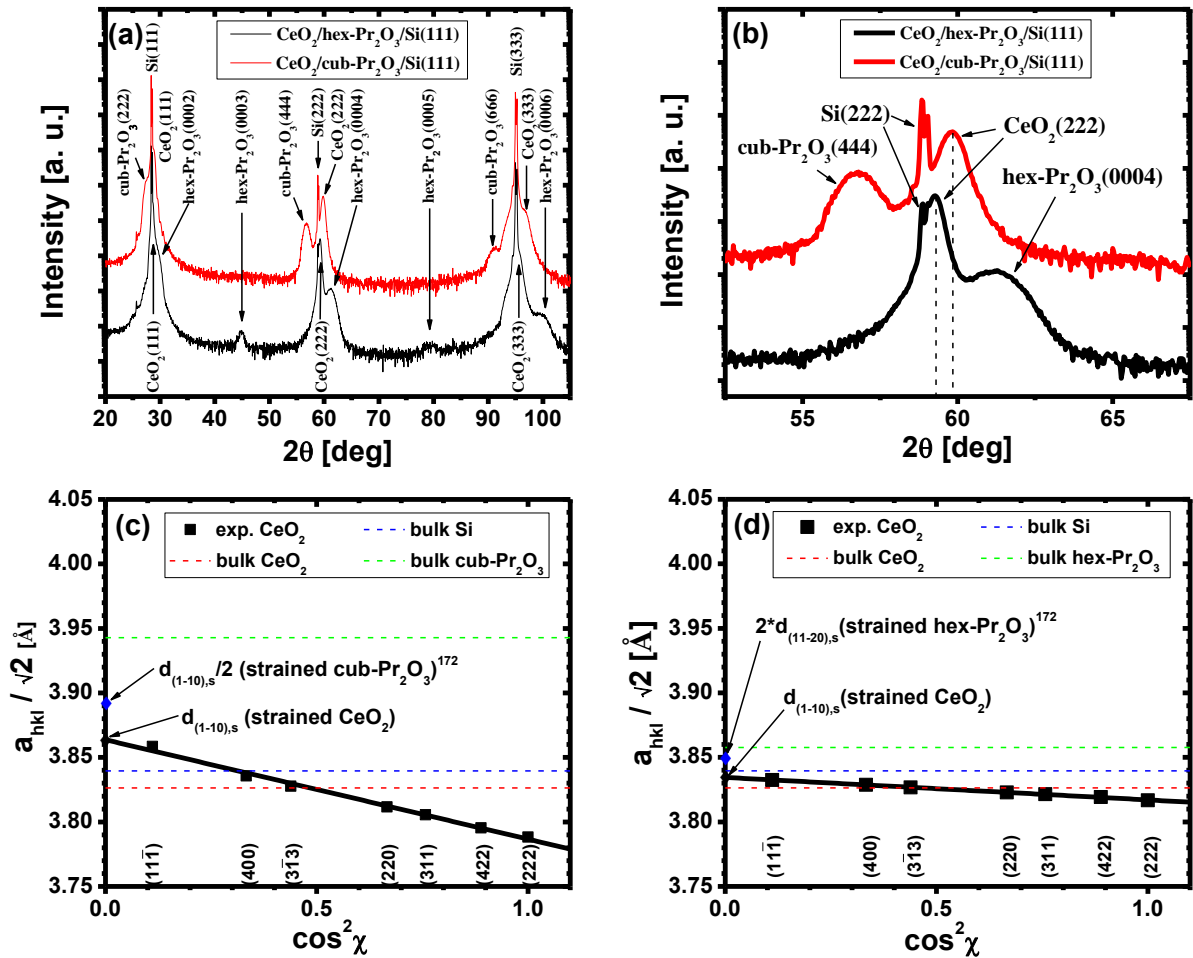 (a)
CeO₂/hex-Pr₂O₃/Si(111)
CeO₂/cub-Pr₂O₃/Si(111)
Intensity [a. u.]
cub-Pr₂O₃(222)
Si(111)
CeO₂(111)
hex-Pr₂O₃(0002)
hex-Pr₂O₃(0003)
cub-Pr₂O₃(444)
Si(222)
CeO₂(222)
hex-Pr₂O₃(0004)
hex-Pr₂O₃(0005)
cub-Pr₂O₃(666)
Si(333)
CeO₂(333)
hex-Pr₂O₃(0006)
CeO₂(111)
CeO₂(222)
CeO₂(333)
20 30 40 50 60 70 80 90 100
2θ [deg]
(b)
CeO₂/hex-Pr₂O₃/Si(111)
CeO₂/cub-Pr₂O₃/Si(111)
Intensity [a. u.]
Si(222)
CeO₂(222)
cub-Pr₂O₃(444)
hex-Pr₂O₃(0004)
55 60 65
2θ [deg]
(c)
exp. CeO₂
bulk Si
bulk CeO₂
bulk cub-Pr₂O₃
a_hkl / √2 [Å]
4.05
4.00
3.95
3.90
3.85
3.80
3.75
d₍₁₋₁₀₎,ₛ/2 (strained cub-Pr₂O₃)¹⁷²
d₍₁₋₁₀₎,ₛ (strained CeO₂)
(111̅)
(400)
(31̅3)
(220)
(311)
(422)
(222)
0.0 0.5 1.0
cos²χ
(d)
exp. CeO₂
bulk Si
bulk CeO₂
bulk hex-Pr₂O₃
a_hkl / √2 [Å]
4.05
4.00
3.95
3.90
3.85
3.80
3.75
2*d₍₁₁₋₂₀₎,ₛ(strained hex-Pr₂O₃)¹⁷²
d₍₁₋₁₀₎,ₛ (strained CeO₂)
(111̅)
(400)
(31̅3)
(220)
(311)
(422)
(222)
0.0 0.5 1.0
cos²χ